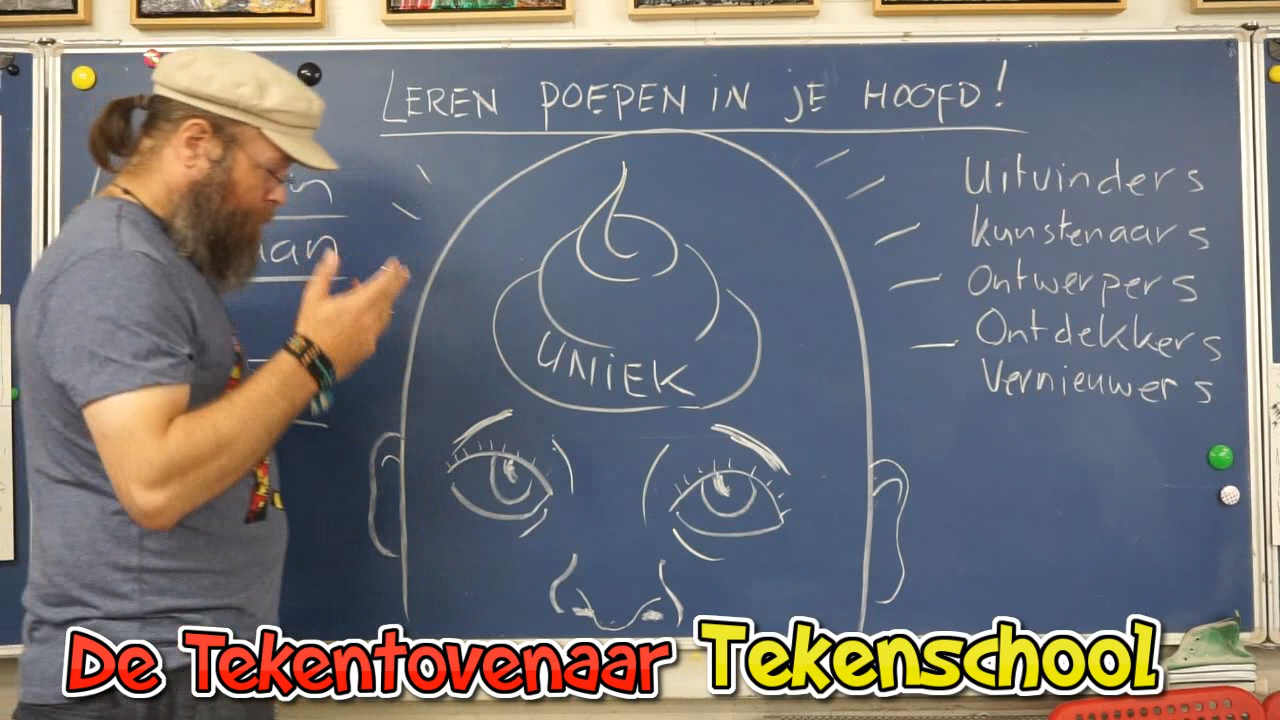 LEREN POEPEN IN JE HOOFD!
UNIEK
Uitvinders
kunstenaars
Ontwerpers
Ontdekkers
Vernieuwers
De Tekentovenaar Tekenschool